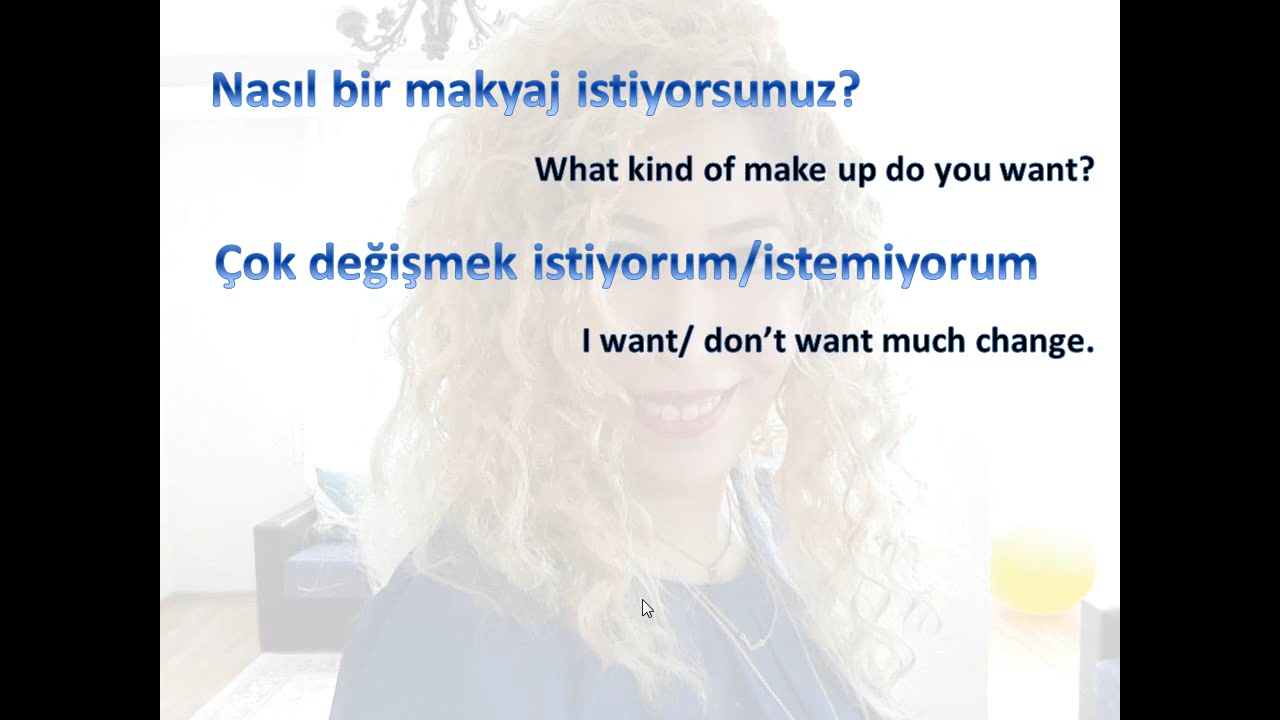 Nasıl bir makyaj istiyorsunuz?
What kind of make up do you want?
Çok değişmek istiyorum/istemiyorum
I want/ don’t want much change.